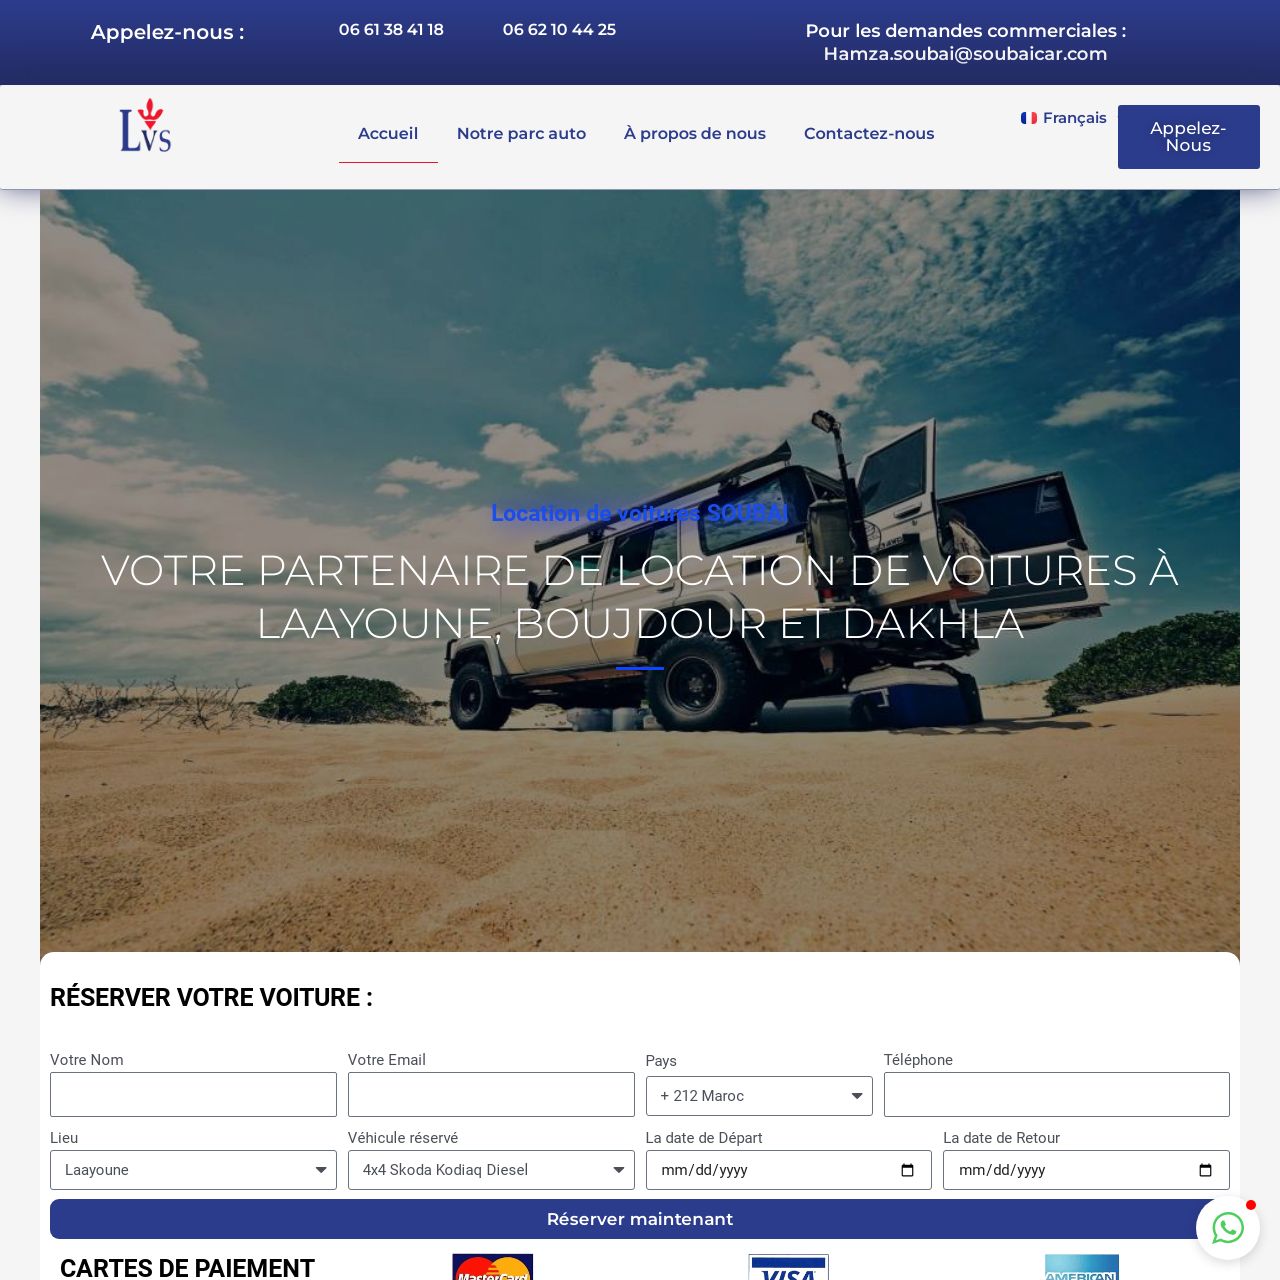 Appelez-nous :
06 61 38 41 18
06 62 10 44 25
Pour les demandes commerciales :
Hamza.soubai@soubaicar.com
LVS
Accueil
Notre parc auto
À propos de nous
Contactez-nous
Français
Appelez-
Nous
Location de voitures SOUBAI
VOTRE PARTENAIRE DE LOCATION DE VOITURES À
LAAYOUNE, BOUJDOUR ET DAKHLA
RÉSERVER VOTRE VOITURE :
Votre Nom
Votre Email
Pays
Téléphone
+ 212 Maroc
Lieu
Véhicule réservé
La date de Départ
La date de Retour
Laayoune
4x4 Skoda Kodiaq Diesel
mm/dd/yyyy
mm/dd/yyyy
Réserver maintenant
CARTES DE PAIEMENT
MasterCard
VISA
AMERICAN